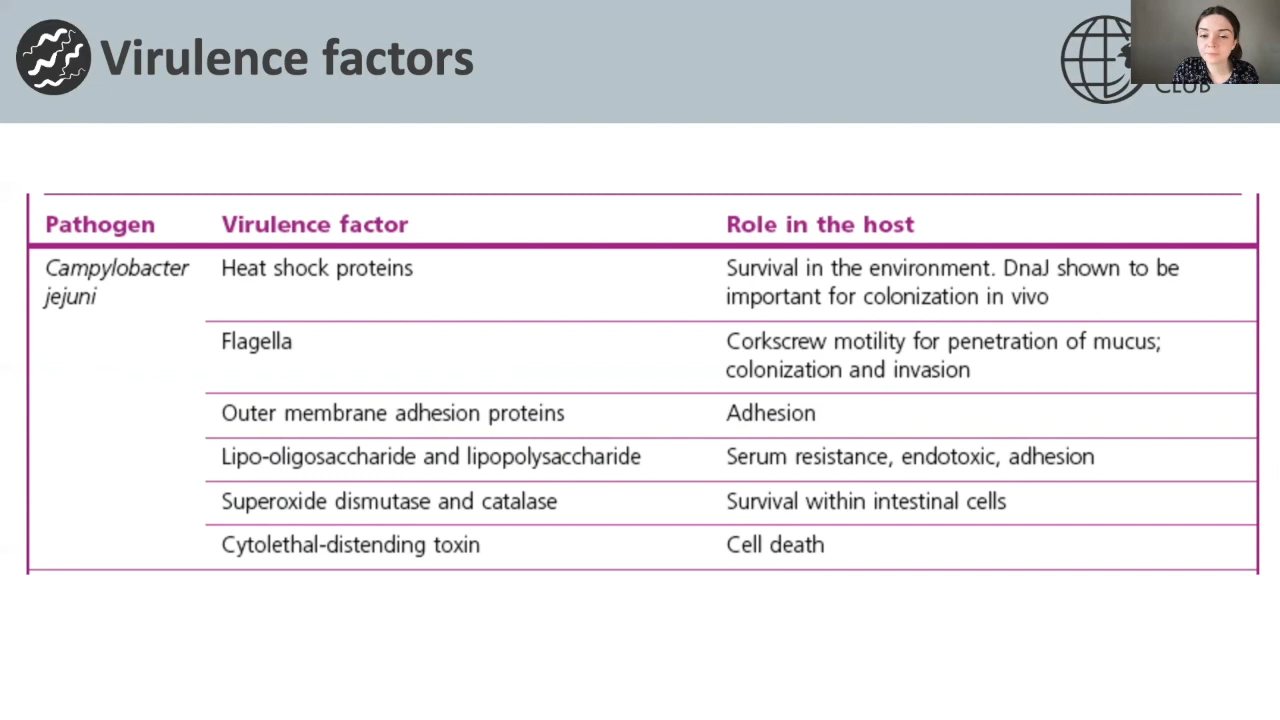 Virulence factors
CLUB
Pathogen Virulence factor Role in the host
Campylobacter Heat shock proteins Survival in the environment. DnaJ shown to be
jejuni important for colonization in vivo
Flagella Corkscrew motility for penetration of mucus;
colonization and invasion
Outer membrane adhesion proteins Adhesion
Lipo-oligosaccharide and lipopolysaccharide Serum resistance, endotoxic, adhesion
Superoxide dismutase and catalase Survival within intestinal cells
Cytolethal-distending toxin Cell death